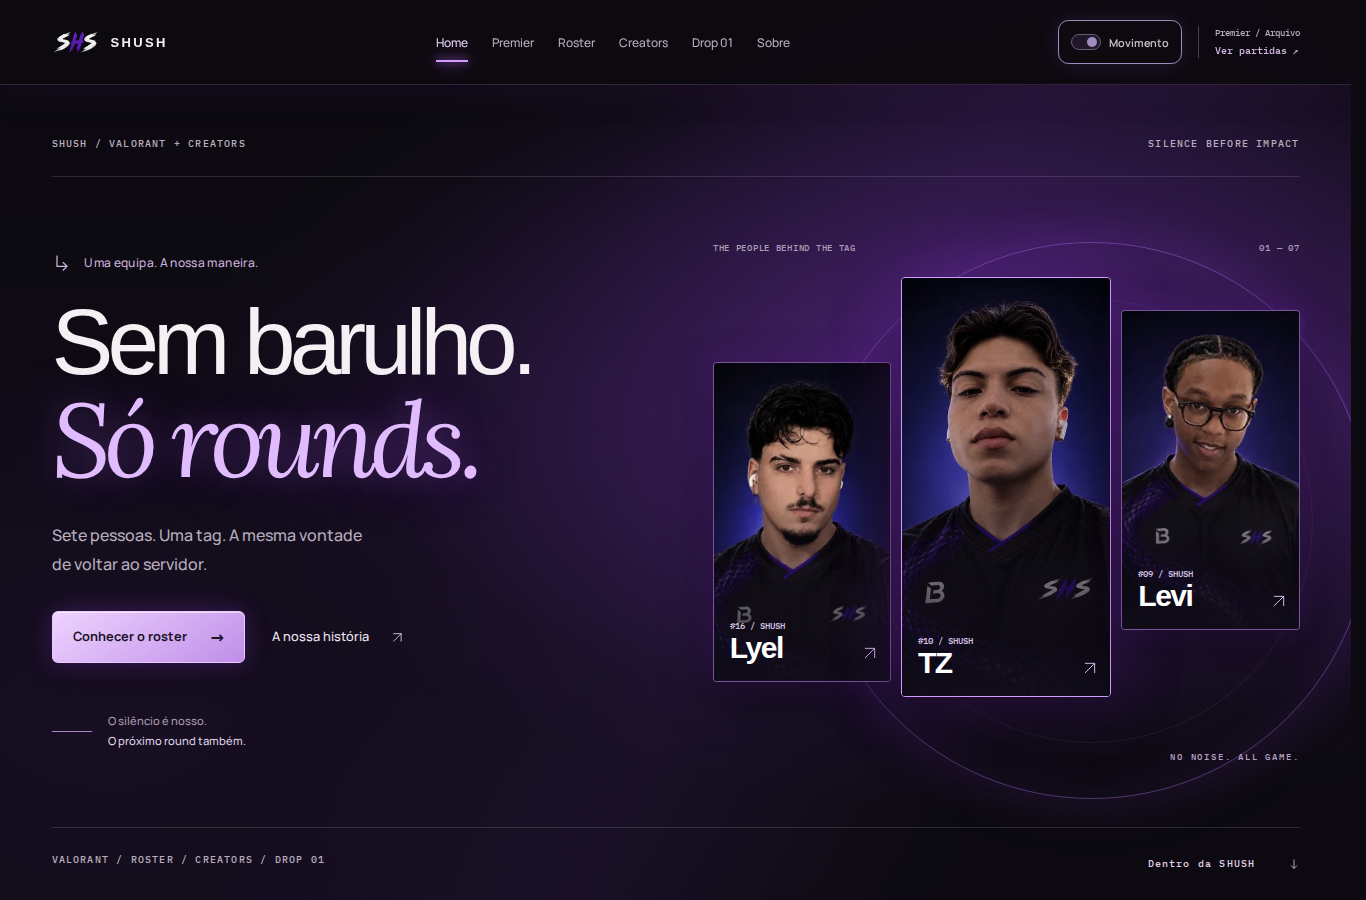 SHS SHUSH
Home Premier Roster Creators Drop 01 Sobre
Movimento
Premier / Arquivo
Ver partidas ↗
SHUSH / VALORANT + CREATORS
SILENCE BEFORE IMPACT
THE PEOPLE BEHIND THE TAG
01 — 07
Uma equipa. A nossa maneira.
Sem barulho.
Só rounds.
Sete pessoas. Uma tag. A mesma vontade
de voltar ao servidor.
Conhecer o roster →
A nossa história
O silêncio é nosso.
O próximo round também.
SHS
#16 / SHUSH
Lyel
SHS
#10 / SHUSH
TZ
SHS
#09 / SHUSH
Levi
NO NOISE. ALL GAME.
VALORANT / ROSTER / CREATORS / DROP 01
Dentro da SHUSH ↓